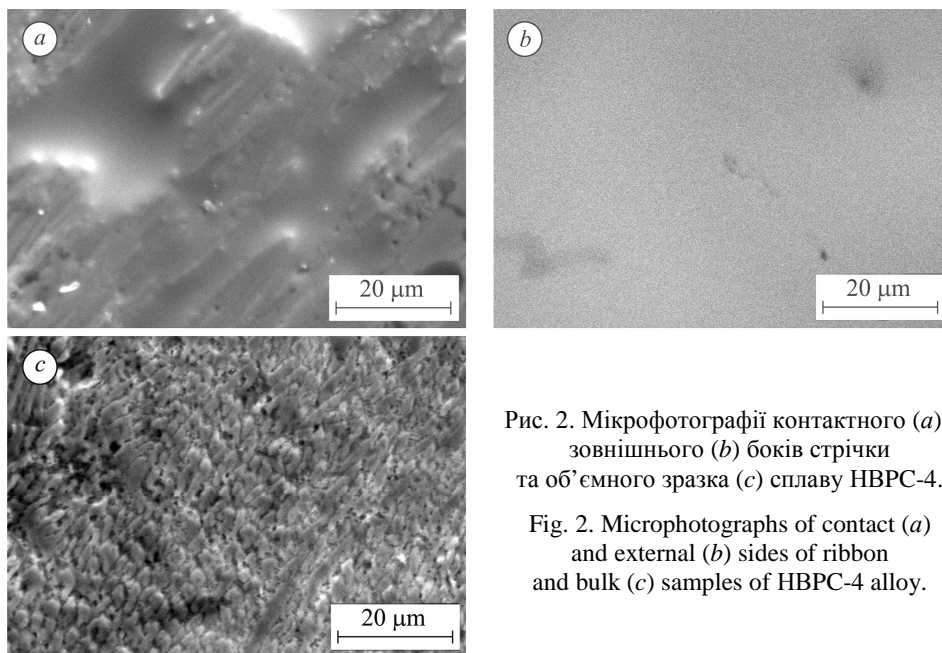 a
b
20 μm
20 μm
c
20 μm
Рис. 2. Мікрофотографії контактного (a)
зовнішнього (b) боків стрічки
та об’ємного зразка (c) сплаву НВРС-4.
Fig. 2. Microphotographs of contact (a)
and external (b) sides of ribbon
and bulk (c) samples of HBPC-4 alloy.